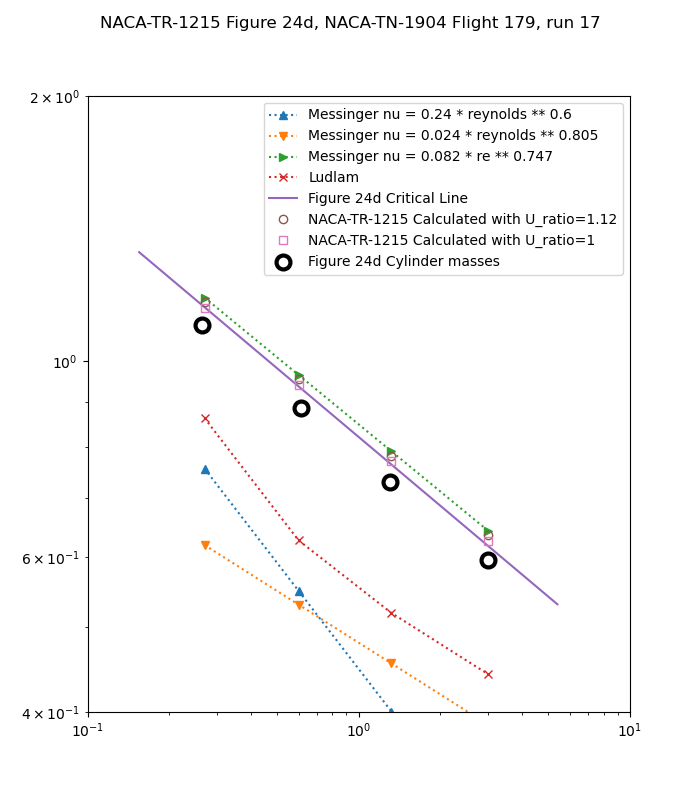 NACA-TR-1215 Figure 24d, NACA-TN-1904 Flight 179, run 17
2 × 10⁰
Messinger nu = 0.24 * reynolds ** 0.6
Messinger nu = 0.024 * reynolds ** 0.805
Messinger nu = 0.082 * re ** 0.747
Ludlam
Figure 24d Critical Line
NACA-TR-1215 Calculated with U_ratio=1.12
NACA-TR-1215 Calculated with U_ratio=1
Figure 24d Cylinder masses
10⁰
6 × 10⁻¹
4 × 10⁻¹
10⁻¹ 10⁰ 10¹